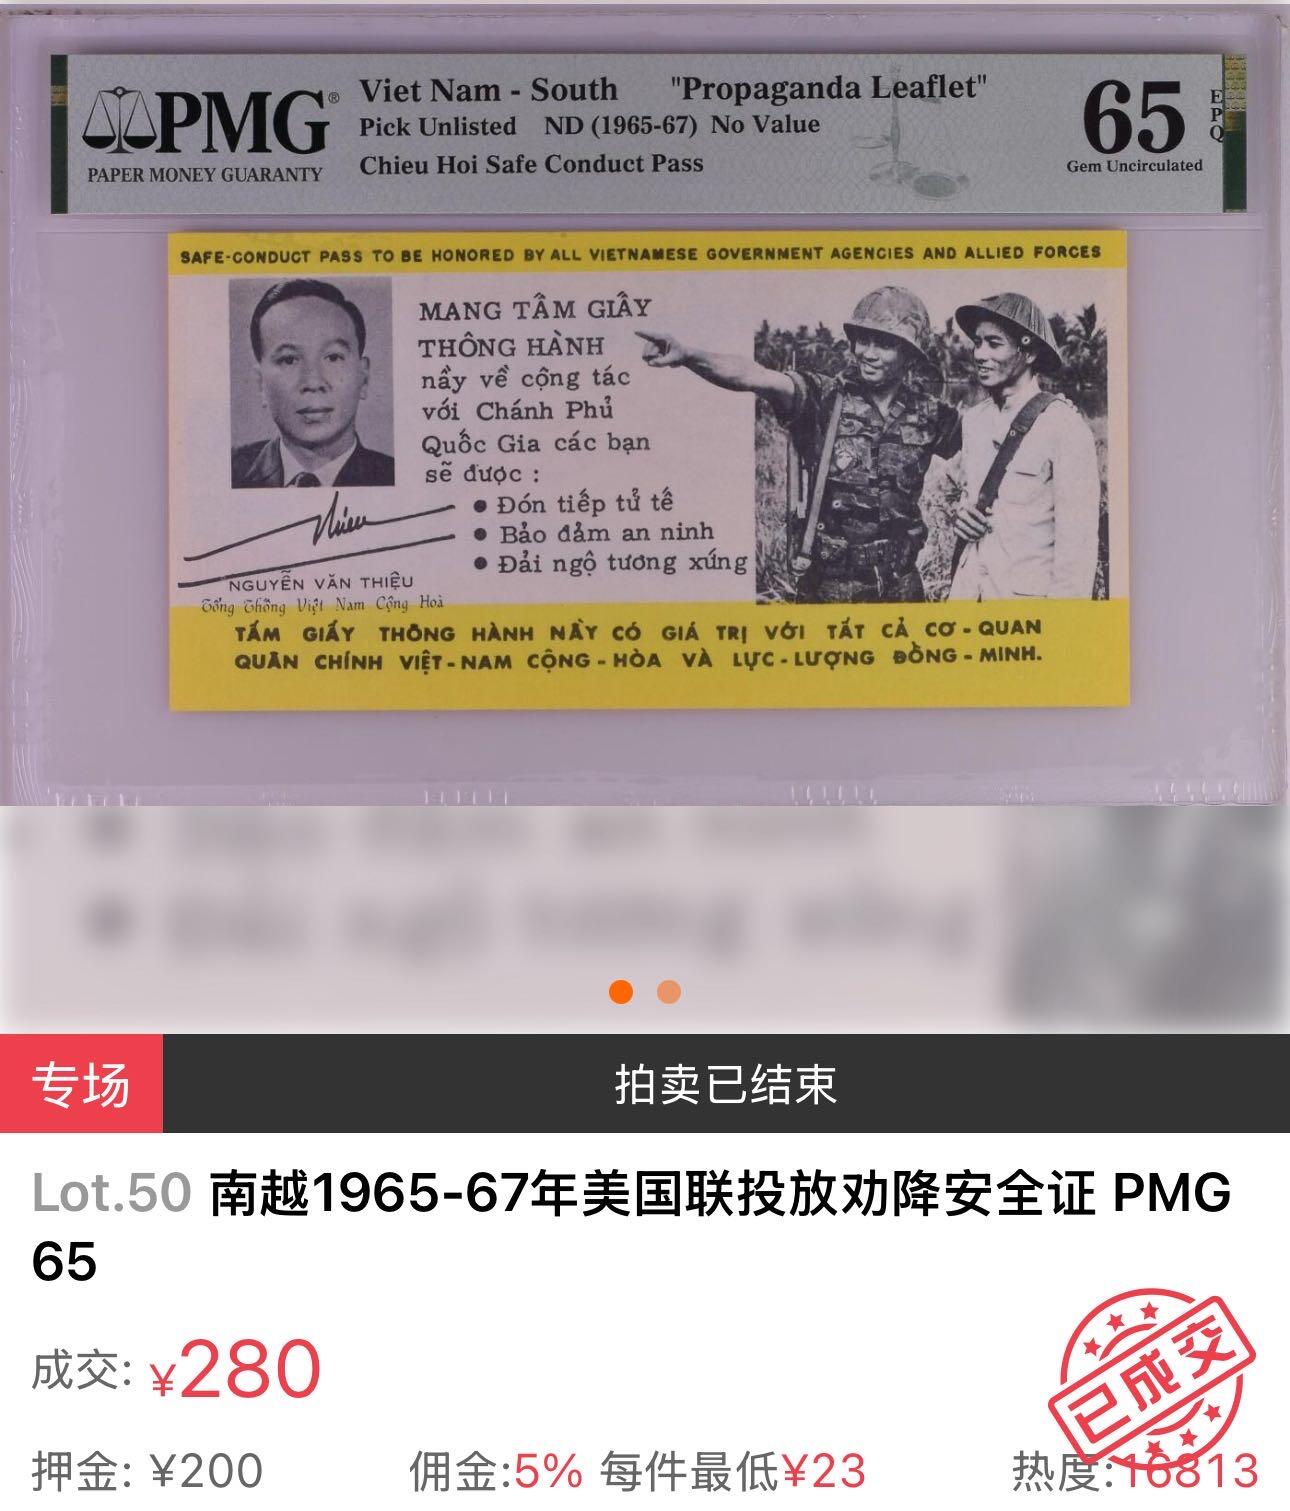 PMG®
PAPER MONEY GUARANTY
Viet Nam - South "Propaganda Leaflet"
Pick Unlisted ND (1965-67) No Value
Chieu Hoi Safe Conduct Pass
65
Gem Uncirculated
EPQ
SAFE-CONDUCT PASS TO BE HONORED BY ALL VIETNAMESE GOVERNMENT AGENCIES AND ALLIED FORCES
MANG TẤM GIẤY
THÔNG HÀNH
nầy về cộng tác
với Chánh Phủ
Quốc Gia các bạn
sẽ được :
● Đón tiếp tử tế
● Bảo đảm an ninh
● Đải ngộ tương xứng
NGUYỄN VĂN THIỆU
Tổng Thống Việt Nam Cộng Hoà
TẤM GIẤY THÔNG HÀNH NẦY CÓ GIÁ TRỊ VỚI TẤT CẢ CƠ - QUAN
QUÂN CHÍNH VIỆT - NAM CỘNG - HÒA VÀ LỰC - LƯỢNG ĐỒNG - MINH.
专场
拍卖已结束
Lot.50 南越1965-67年美国联投放劝降安全证 PMG
65
成交: ¥280
已成交
押金: ¥200 佣金:5% 每件最低¥23 热度:16813